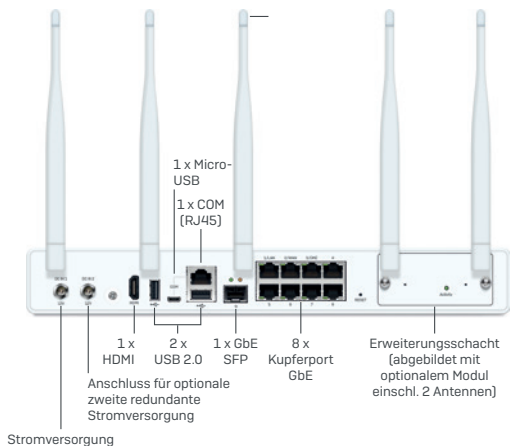 1 x Micro-
USB
1 x COM
(RJ45)
RESET
1 x
HDMI
2 x
USB 2.0
1 x GbE
SFP
8 x
Kupferport
GbE
Erweiterungsschacht
(abgebildet mit
optionalem Modul
einschl. 2 Antennen)
Anschluss für optionale
zweite redundante
Stromversorgung
Stromversorgung